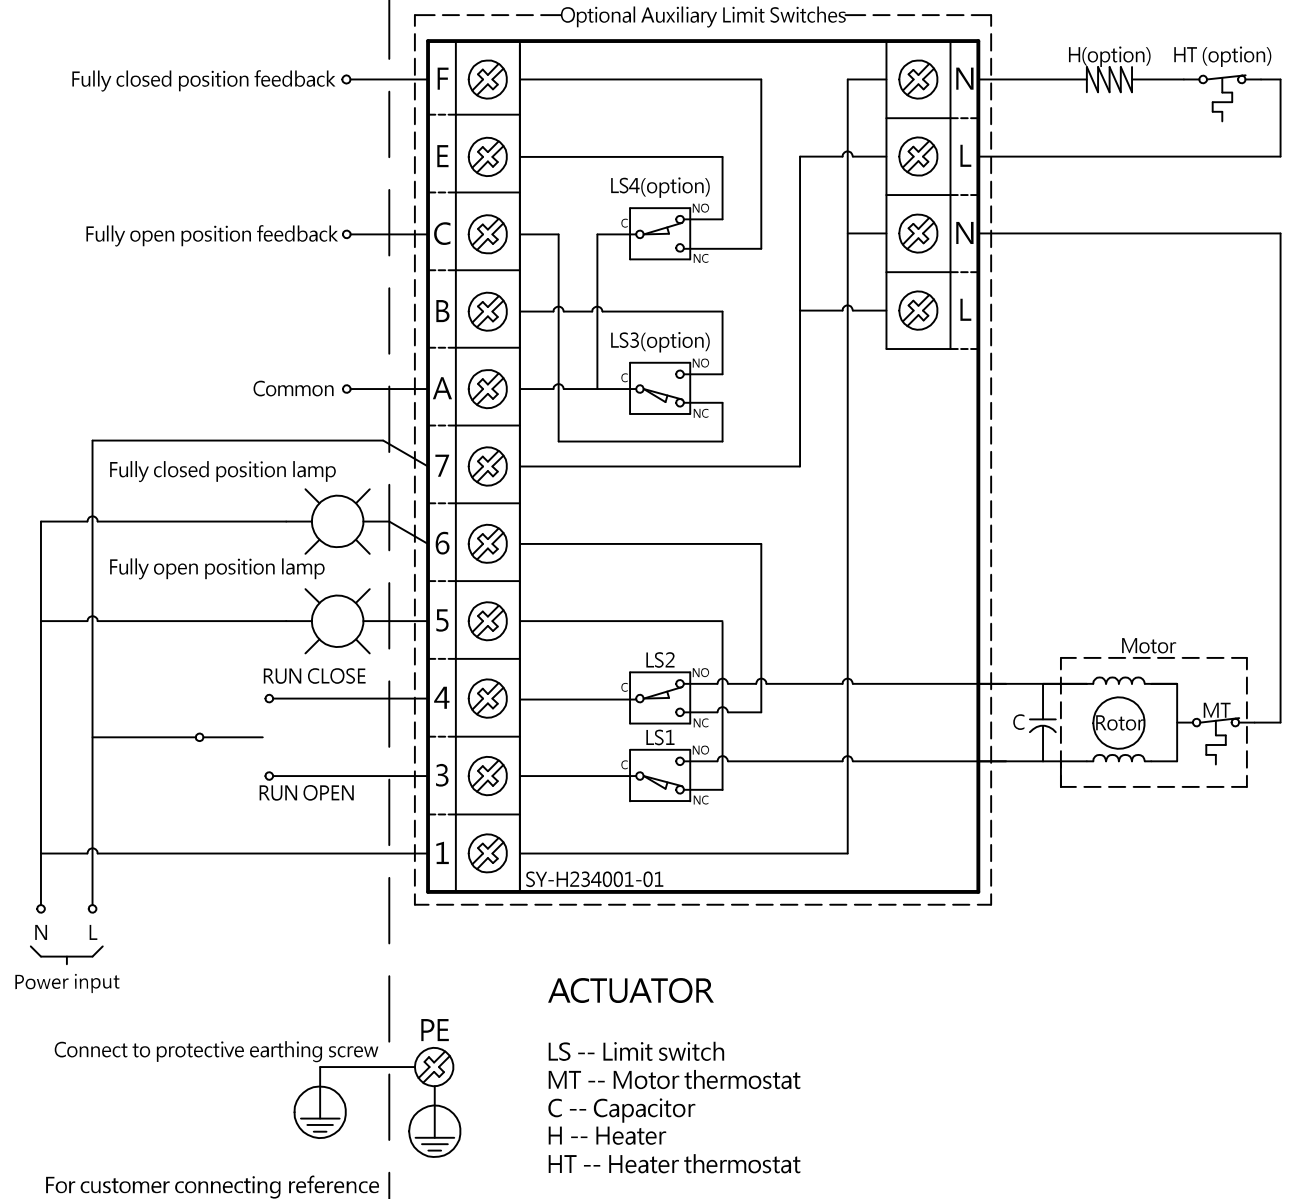 Optional Auxiliary Limit Switches
H(option) HT (option)
Fully closed position feedback F N
E L
LS4(option)
NO
C
NC
Fully open position feedback C N
B L
LS3(option)
NO
C
NC
Common A
7
Fully closed position lamp
6
Fully open position lamp
5
RUN CLOSE
4
LS2
NO
C
NC
Motor
C
Rotor
MT
LS1
NO
C
NC
3
RUN OPEN
1
SY-H234001-01
N L
Power input
ACTUATOR
PE
Connect to protective earthing screw
LS -- Limit switch
MT -- Motor thermostat
C -- Capacitor
H -- Heater
HT -- Heater thermostat
For customer connecting reference